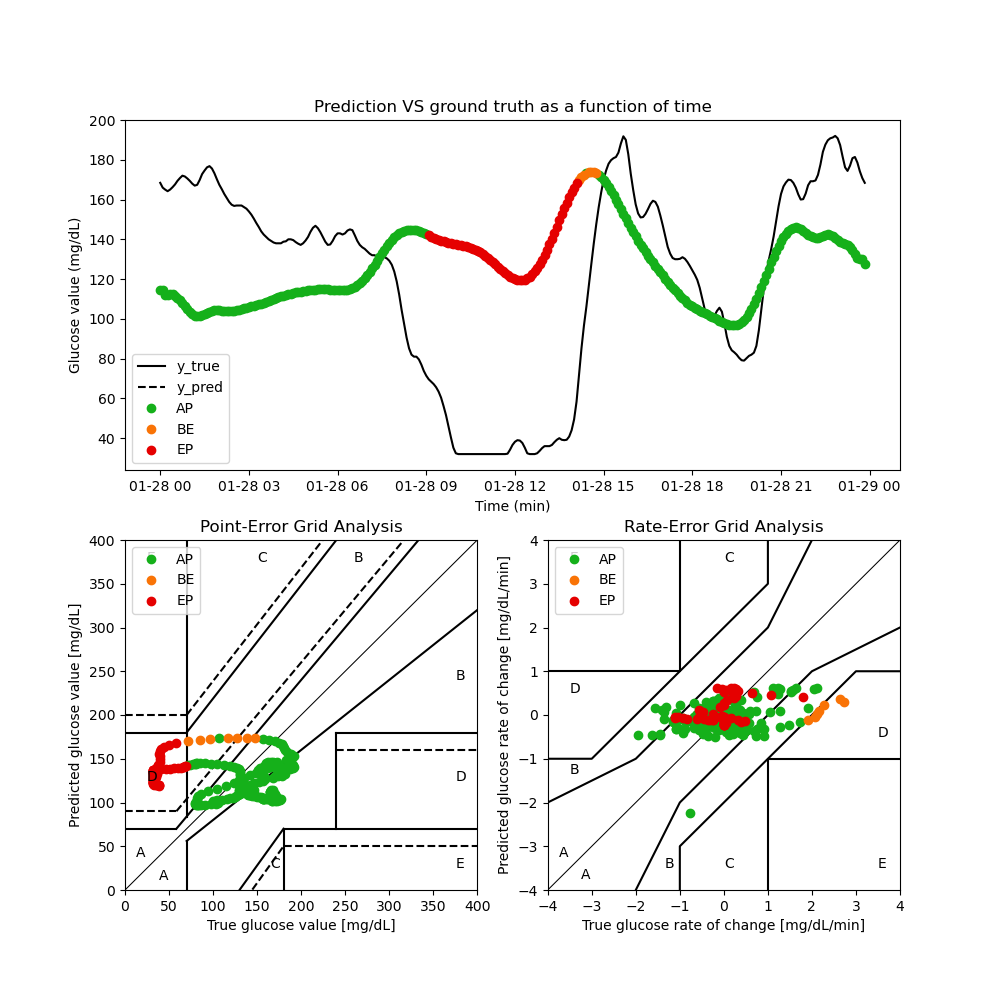 Prediction VS ground truth as a function of time
Glucose value (mg/dL)
200
180
160
140
120
100
80
60
40
y_true
y_pred
AP
BE
EP
01-28 00 01-28 03 01-28 06 01-28 09 01-28 12 01-28 15 01-28 18 01-28 21 01-29 00
Time (min)
Point-Error Grid Analysis
Predicted glucose value [mg/dL]
400
350
300
250
200
150
100
50
0
AP
BE
EP
C
B
B
D
D
A
A
C
E
0 50 100 150 200 250 300 350 400
True glucose value [mg/dL]
Rate-Error Grid Analysis
Predicted glucose rate of change [mg/dL/min]
4
3
2
1
0
−1
−2
−3
−4
AP
BE
EP
C
D
D
B
A
A
B
C
E
−4 −3 −2 −1 0 1 2 3 4
True glucose rate of change [mg/dL/min]